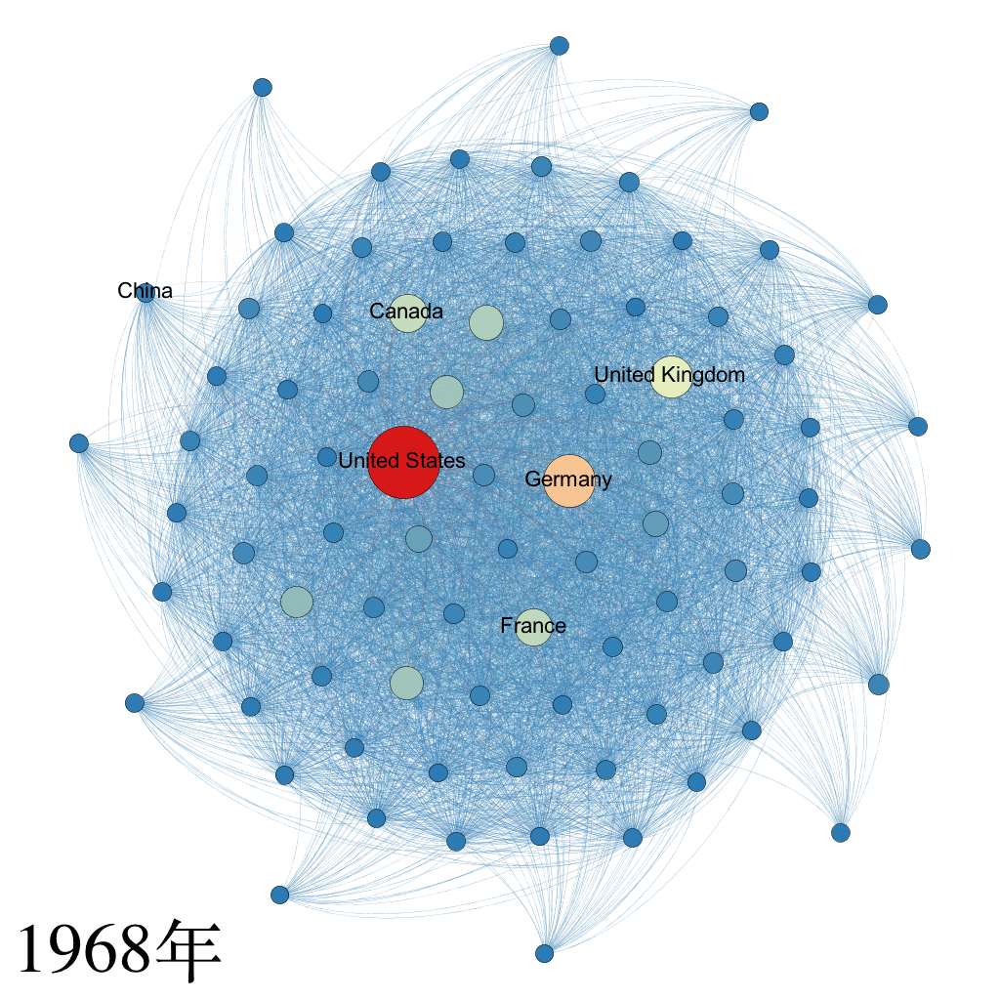 China
Canada
United Kingdom
United States
Germany
France
1968年